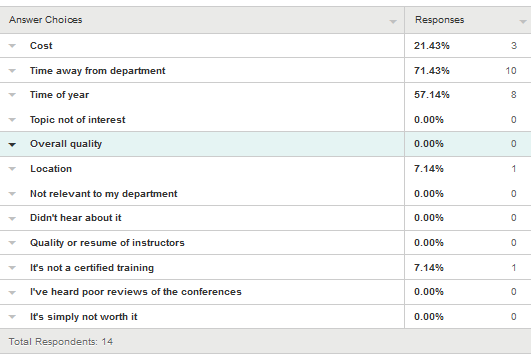 Answer Choices Responses
Cost 21.43% 3
Time away from department 71.43% 10
Time of year 57.14% 8
Topic not of interest 0.00% 0
Overall quality 0.00% 0
Location 7.14% 1
Not relevant to my department 0.00% 0
Didn't hear about it 0.00% 0
Quality or resume of instructors 0.00% 0
It's not a certified training 7.14% 1
I've heard poor reviews of the conferences 0.00% 0
It's simply not worth it 0.00% 0
Total Respondents: 14